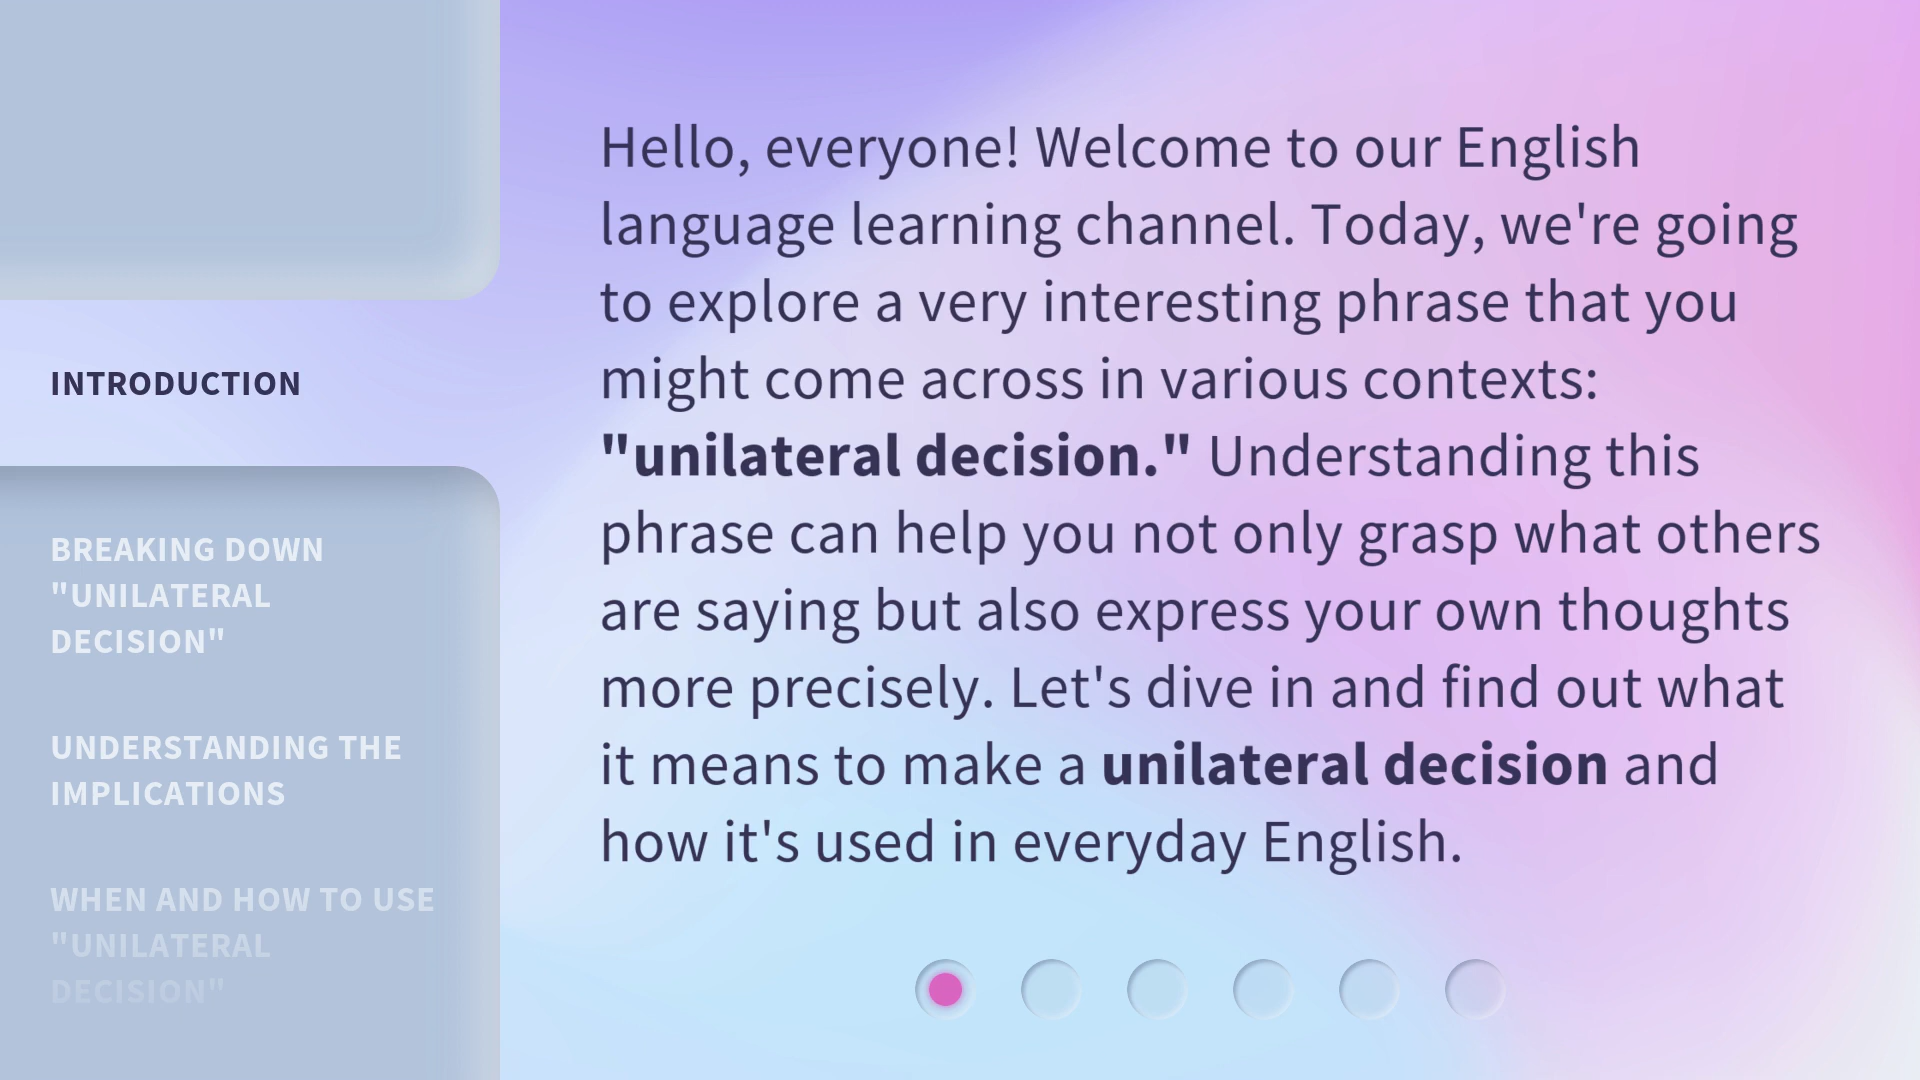 INTRODUCTION
BREAKING DOWN
"UNILATERAL
DECISION"
UNDERSTANDING THE
IMPLICATIONS
WHEN AND HOW TO USE
"UNILATERAL
DECISION"
Hello, everyone! Welcome to our English
language learning channel. Today, we're going
to explore a very interesting phrase that you
might come across in various contexts:
"unilateral decision." Understanding this
phrase can help you not only grasp what others
are saying but also express your own thoughts
more precisely. Let's dive in and find out what
it means to make a unilateral decision and
how it's used in everyday English.